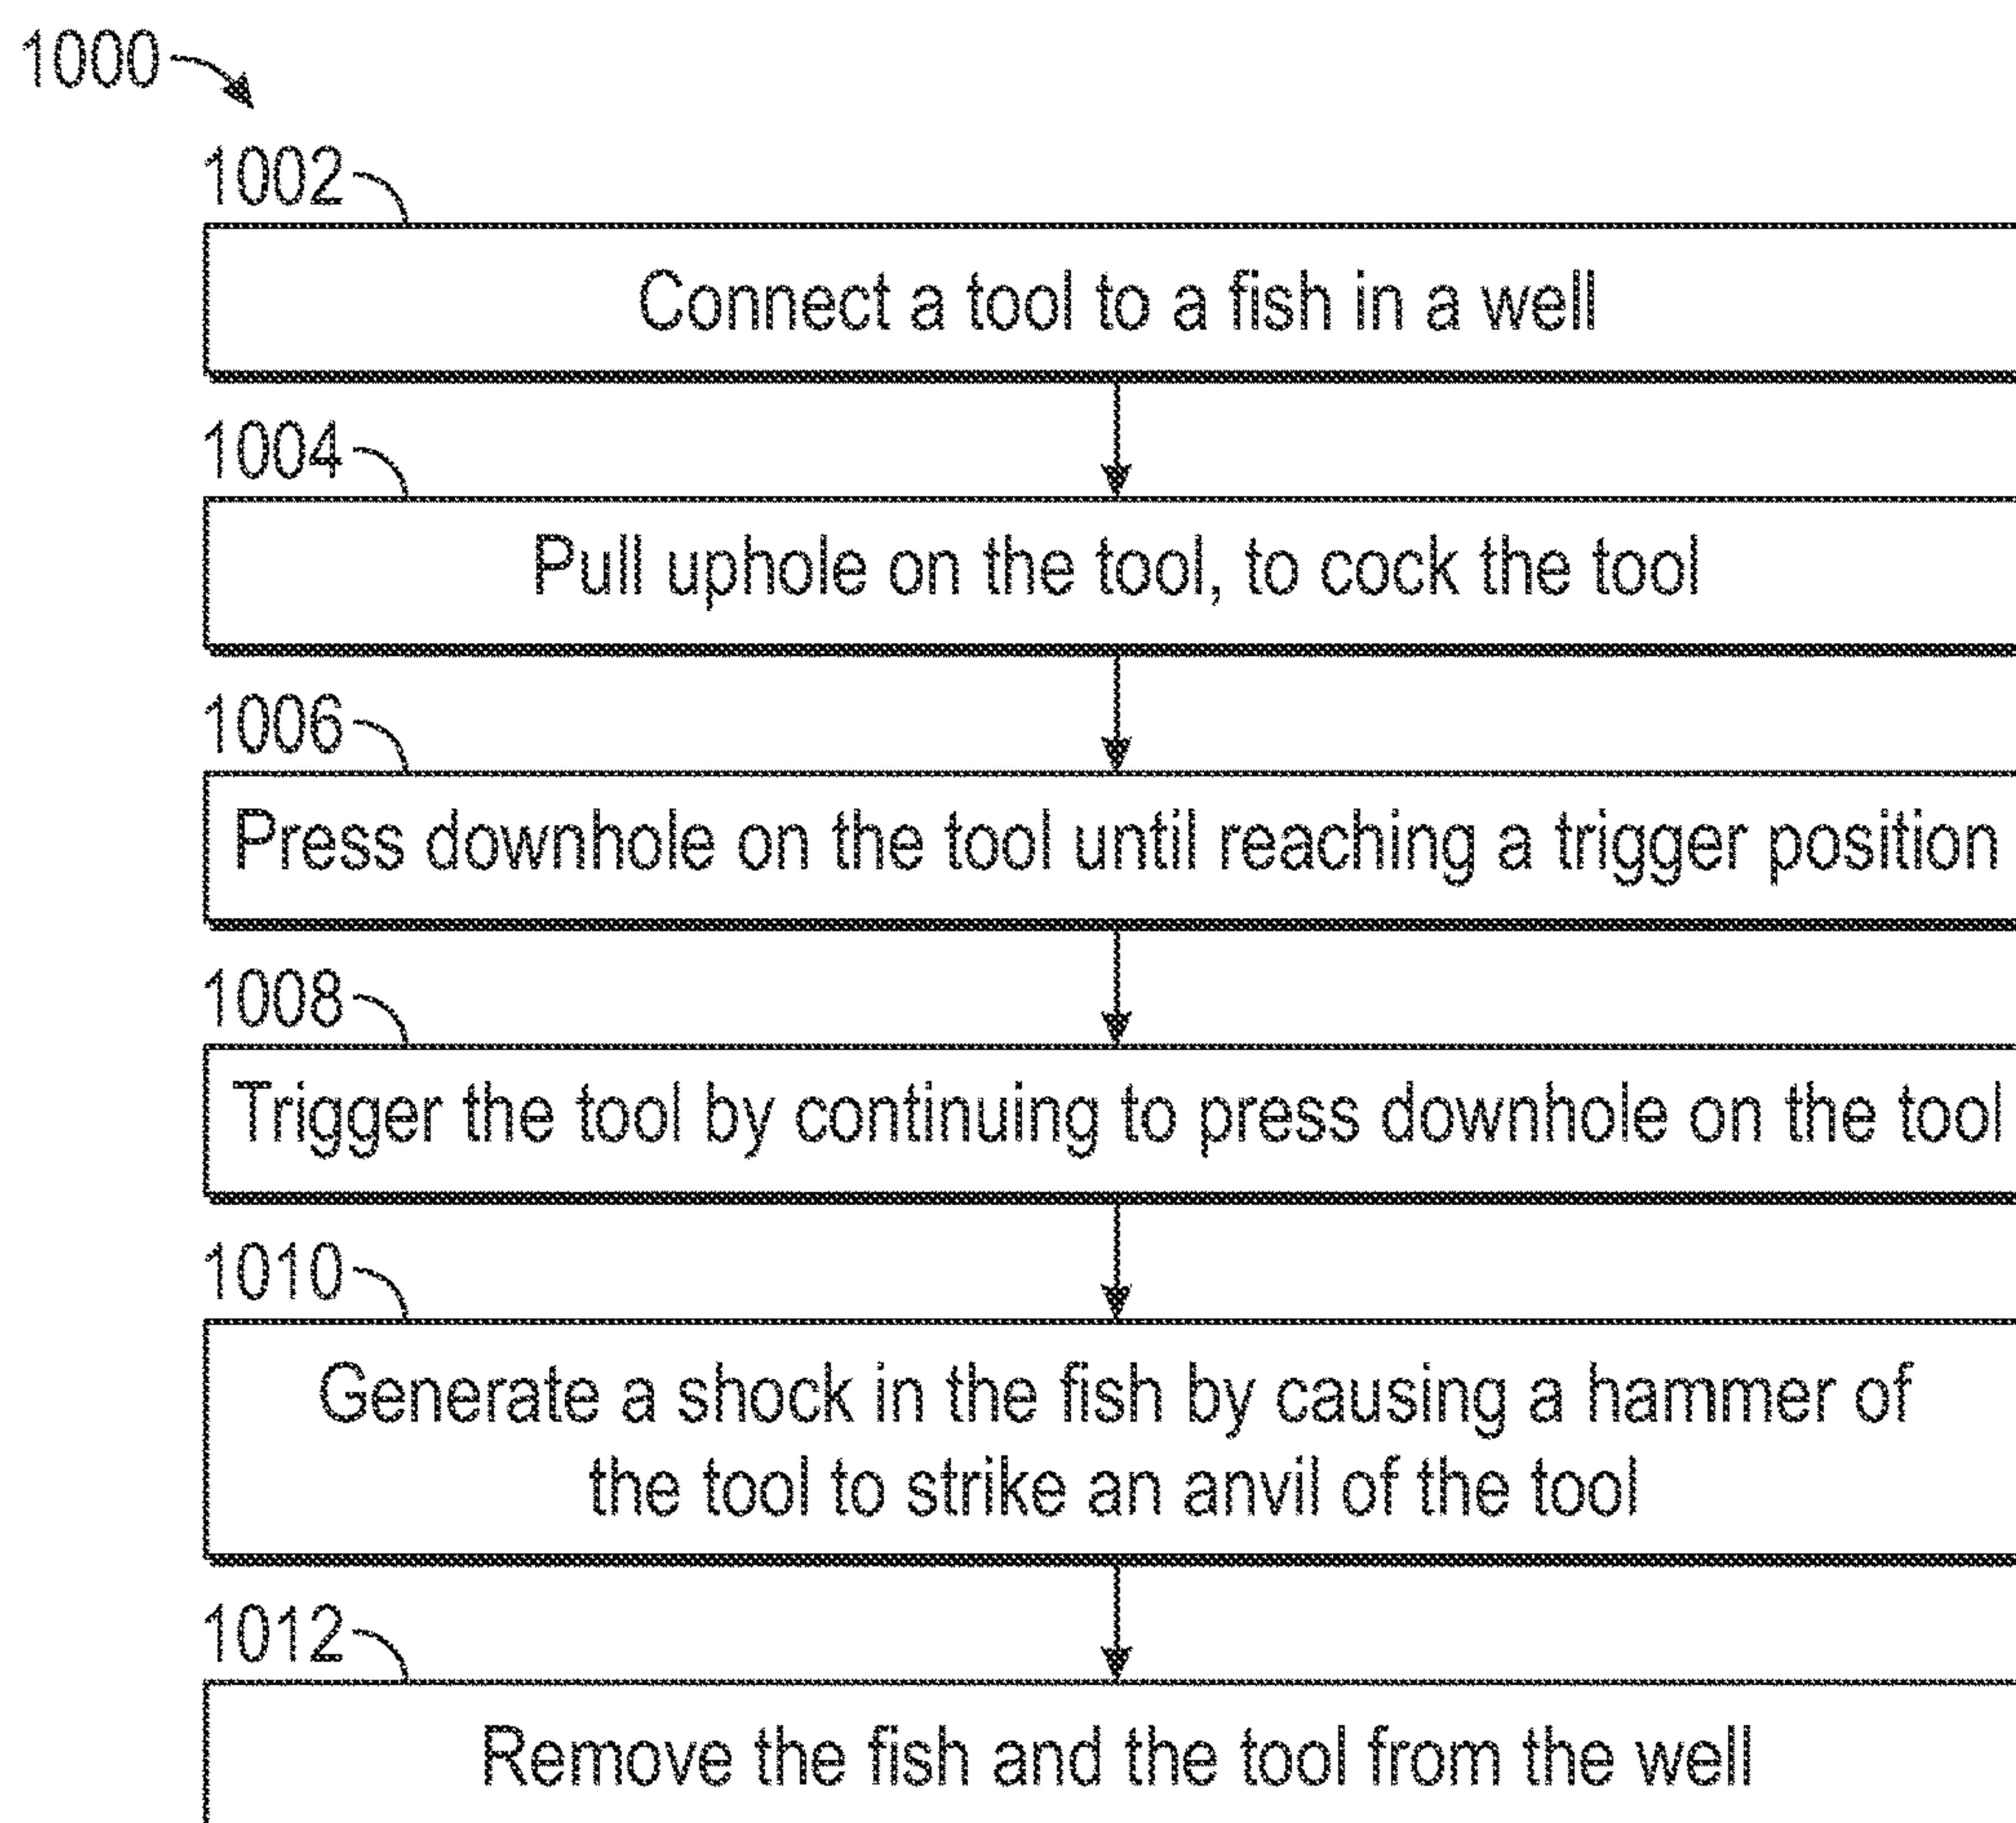 1000
1002
Connect a tool to a fish in a well
1004
Pull uphole on the tool, to cock the tool
1006
Press downhole on the tool until reaching a trigger position
1008
Trigger the tool by continuing to press downhole on the tool
1010
Generate a shock in the fish by causing a hammer of
the tool to strike an anvil of the tool
1012
Remove the fish and the tool from the well